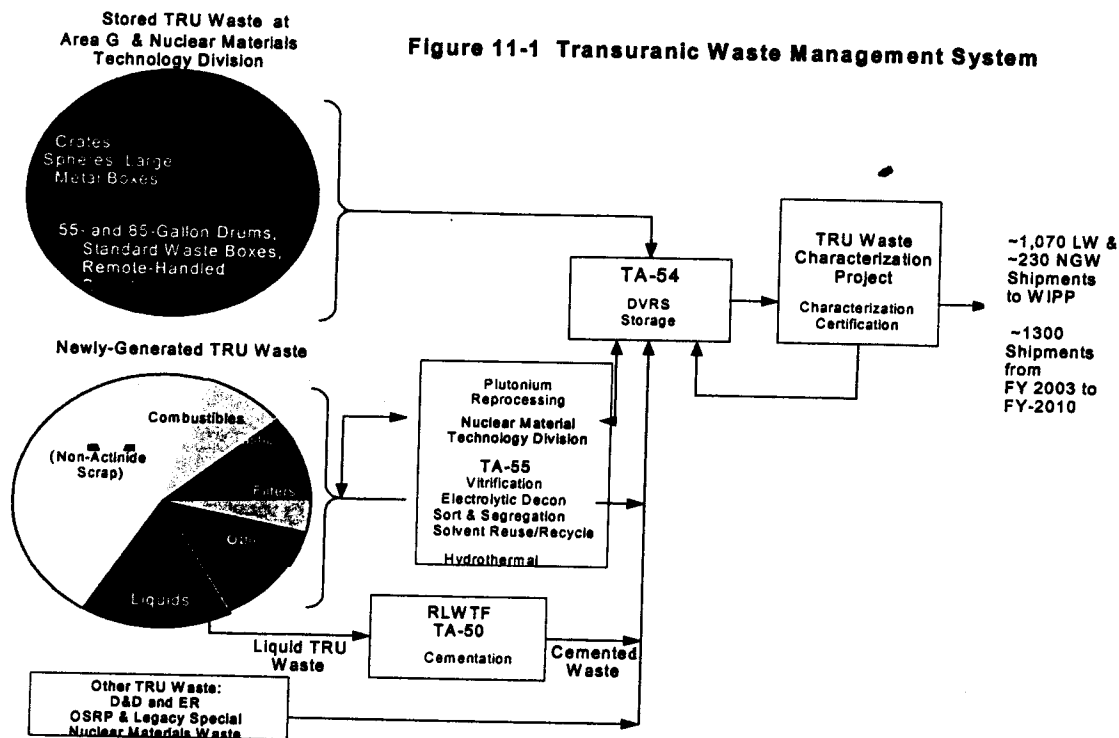 Stored TRU Waste at
Area G & Nuclear Materials
Technology Division
Figure 11-1 Transuranic Waste Management System
Crates
Spheres, Large
Metal Boxes
55- and 85-Gallon Drums,
Standard Waste Boxes,
Remote-Handled
TA-54
DVRS
Storage
TRU Waste
Characterization
Project
Characterization
Certification
~1,070 LW &
~230 NGW
Shipments
to WIPP
~1300
Shipments
from
FY 2003 to
FY-2010
Newly-Generated TRU Waste
Combustibles
(Non-Actinide
Scrap)
Filters
Liquids
Plutonium
Reprocessing
Nuclear Material
Technology Division
TA-55
Vitrification
Electrolytic Decon
Sort & Segregation
Solvent Reuse/Recycle
Hydrothermal
Liquid TRU
Waste
RLWTF
TA-50
Cementation
Cemented
Waste
Other TRU Waste:
D&D and ER
OSRP & Legacy Special
Nuclear Materials Waste